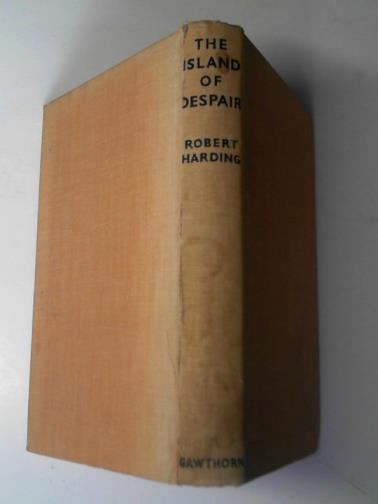 THE
ISLAND
OF
DESPAIR
ROBERT
HARDING
GAWTHORN